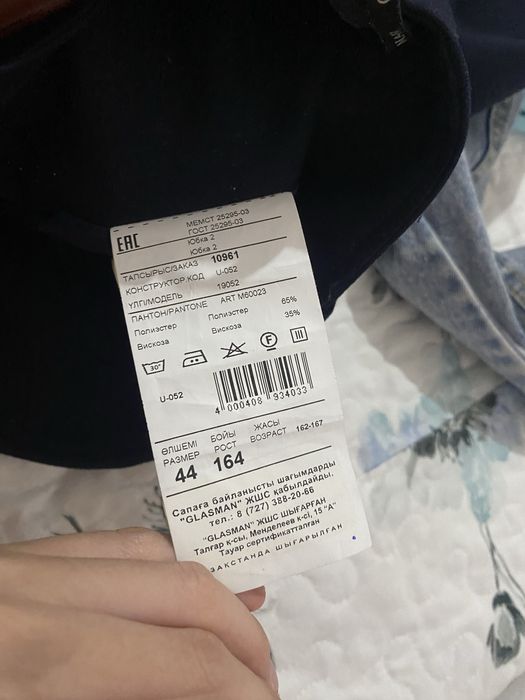 EAC
МЕМСТ 25295-03
ГОСТ 25295-03
Юбка 2
Юбка 2
ТАПСЫРЫС/ЗАКАЗ 10961
КОНСТРУКТОР.КОД U-052
ҮЛГІ/МОДЕЛЬ 19052
ПАНТОН/PANTONE ART M60023
Полиэстер Полиэстер 65%
Вискоза Вискоза 35%
30° F
U-052
4 000408 934033
ӨЛШЕМІ БОЙЫ ЖАСЫ
РАЗМЕР РОСТ ВОЗРАСТ 162-167
44 164
Сапаға байланысты шағымдарды
"GLASMAN" ЖШС қабылдайды.
тел.: 8 (727) 388-20-66
"GLASMAN" ЖШС ШЫҒАРҒАН
Талғар к-сы, Менделеев к-сі, 15 "А"
Тауар сертификатталған
ЗАКСТАНДА ШЫҒАРЫЛҒАН